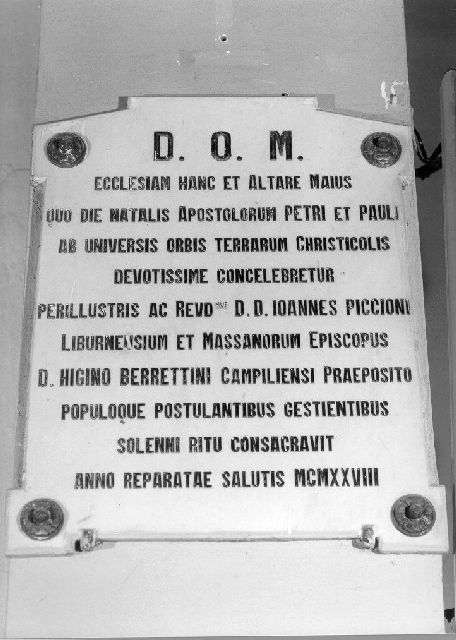 D. O. M.
ECCLESIAM HANC ET ALTARE MAIUS
QUO DIE NATALIS APOSTOLORUM PETRI ET PAULI
AB UNIVERSIS ORBIS TERRARUM CHRISTICOLIS
DEVOTISSIME CONCELEBRETUR
PERILLUSTRIS AC REVD^MUS D.D. IOANNES PICCIONI
LIBURNENSIUM ET MASSANORUM EPISCOPUS
D. HIGINO BERRETTINI CAMPILIENSI PRAEPOSITO
POPULOQUE POSTULANTIBUS GESTIENTIBUS
SOLENNI RITU CONSACRAVIT
ANNO REPARATAE SALUTIS MCMXXVIII